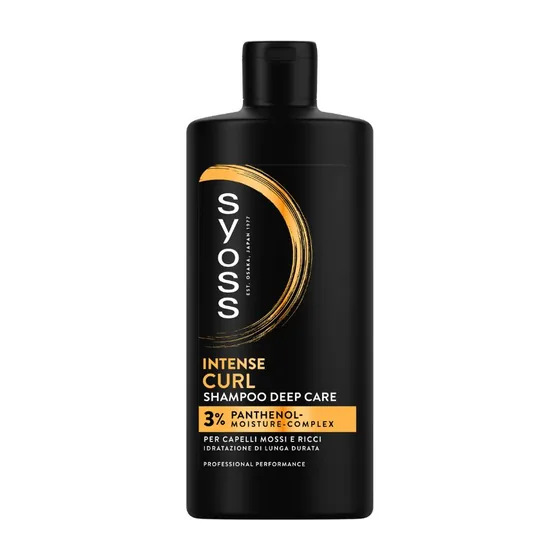 syoss
EST. OSAKA, JAPAN 1977
INTENSE
CURL
SHAMPOO DEEP CARE
3% PANTHENOL-
MOISTURE-COMPLEX
PER CAPELLI MOSSI E RICCI
IDRATAZIONE DI LUNGA DURATA
PROFESSIONAL PERFORMANCE